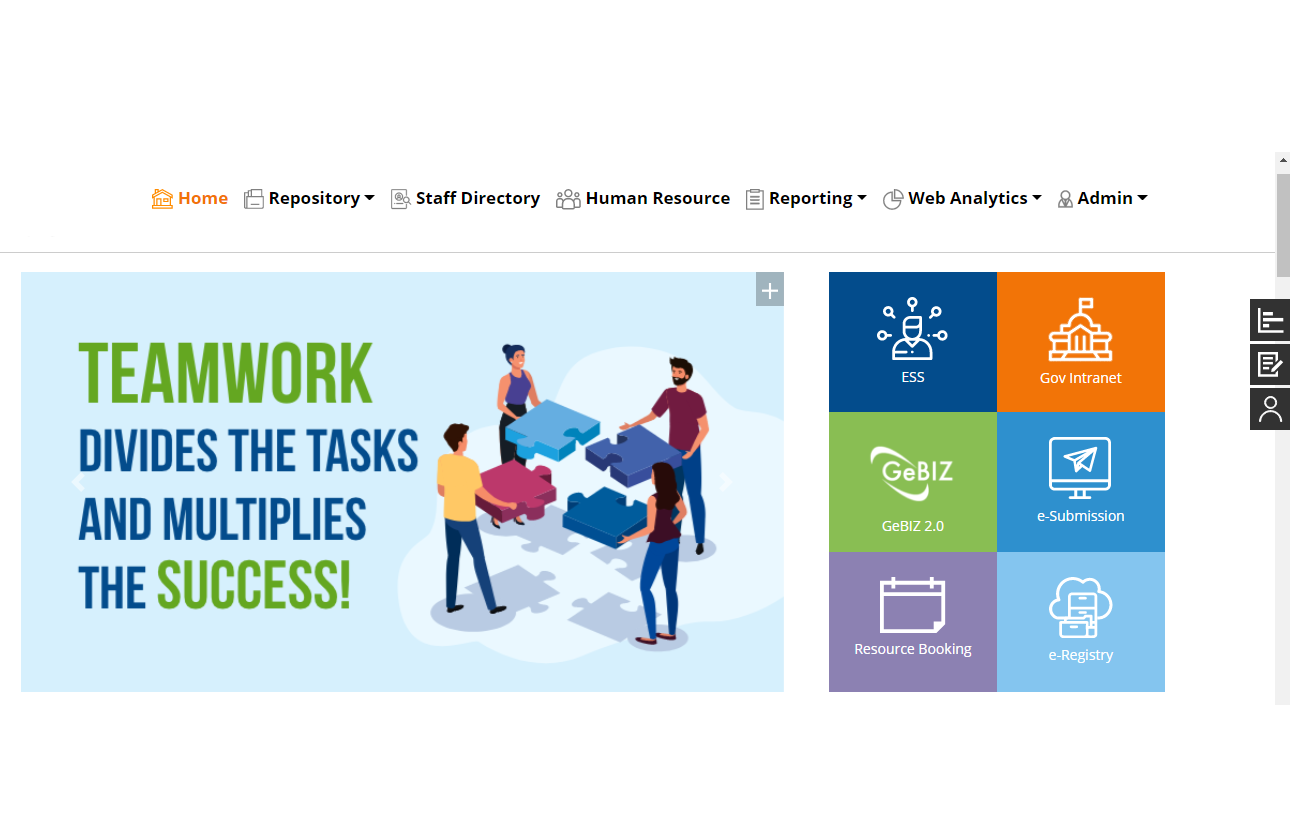 Home Repository Staff Directory Human Resource Reporting Web Analytics Admin
TEAMWORK
DIVIDES THE TASKS
AND MULTIPLIES
THE SUCCESS!
ESS
Gov Intranet
GeBIZ
GeBIZ 2.0
e-Submission
Resource Booking
e-Registry